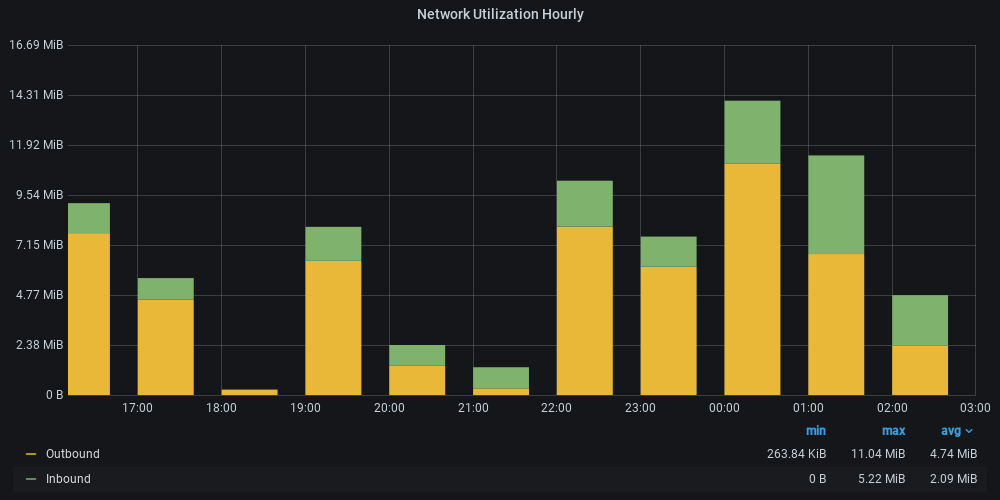 Network Utilization Hourly
16.69 MiB
14.31 MiB
11.92 MiB
9.54 MiB
7.15 MiB
4.77 MiB
2.38 MiB
0 B
17:00 18:00 19:00 20:00 21:00 22:00 23:00 00:00 01:00 02:00 03:00
min max avg
Outbound 263.84 KiB 11.04 MiB 4.74 MiB
Inbound 0 B 5.22 MiB 2.09 MiB